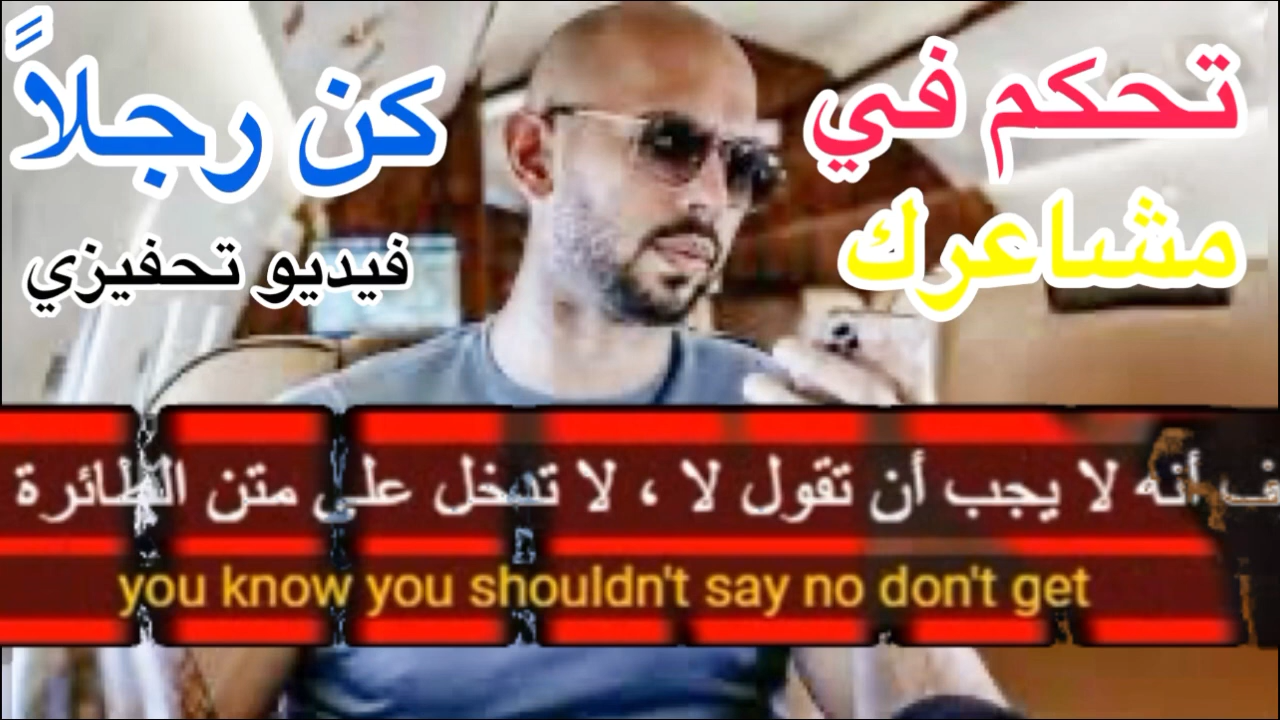 تحكم في
مشاعرك
كن رجلاً
فيديو تحفيزي
أنه لا يجب أن تقول لا ، لا تدخل على متن الطائرة
you know you shouldn't say no don't get